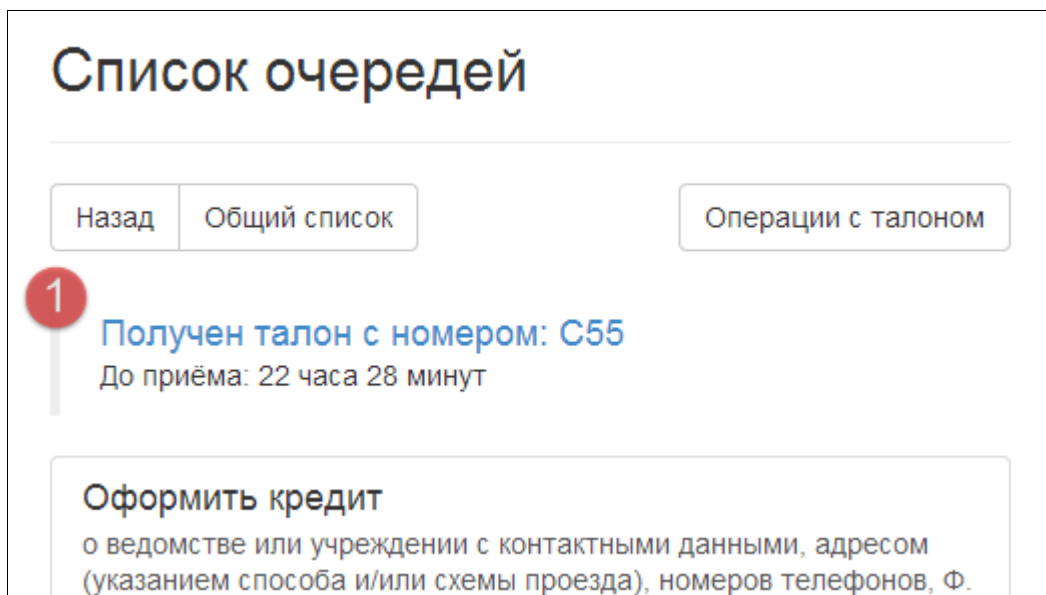 Список очередей
Назад Общий список Операции с талоном
1
Получен талон с номером: C55
До приёма: 22 часа 28 минут
Оформить кредит
о ведомстве или учреждении с контактными данными, адресом
(указанием способа и/или схемы проезда), номеров телефонов, Ф.